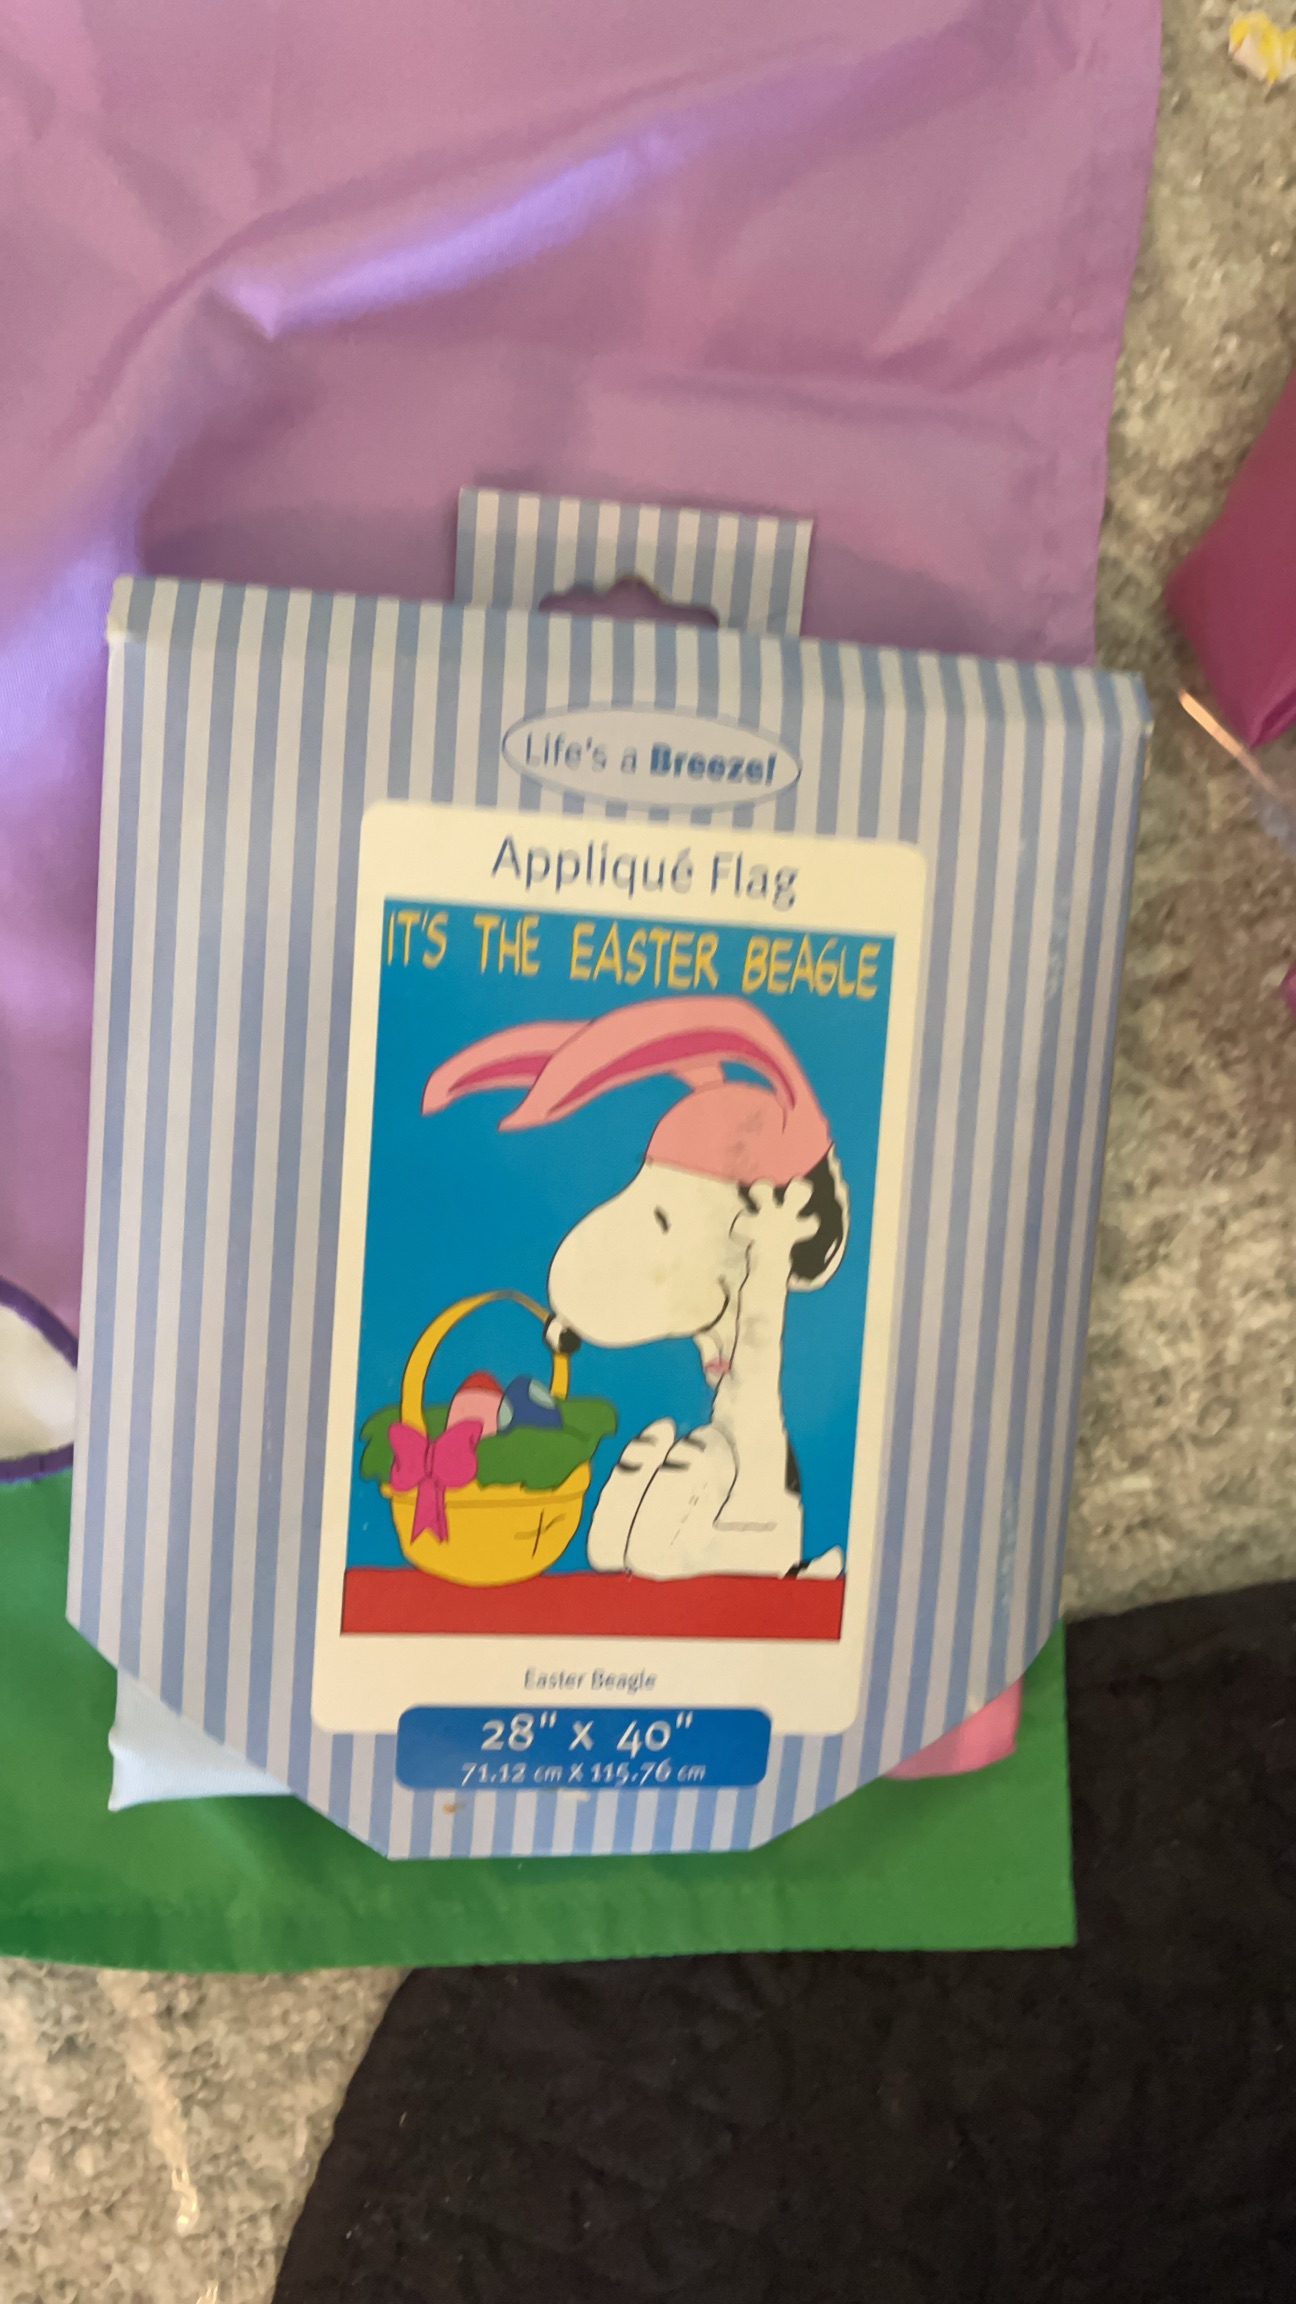 Life's a Breeze!
Appliqué Flag
IT'S THE EASTER BEAGLE
Easter Beagle
28" x 40"
71.12 cm X 115.76 cm